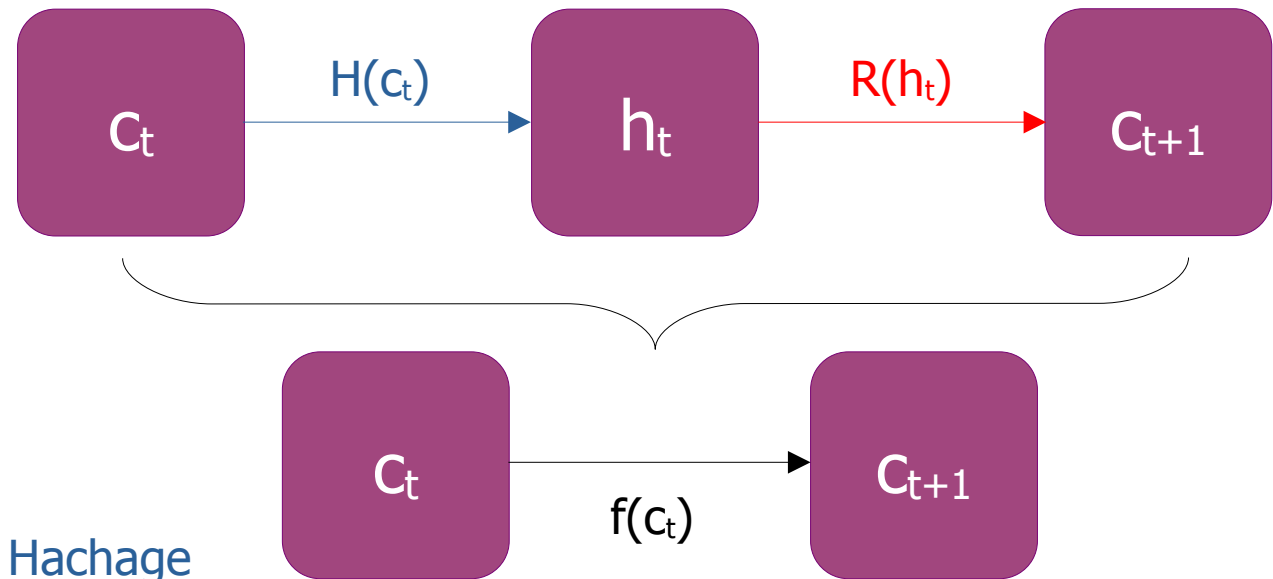 H(cₜ)
R(hₜ)
cₜ
hₜ
cₜ₊₁
cₜ
cₜ₊₁
f(cₜ)
Hachage